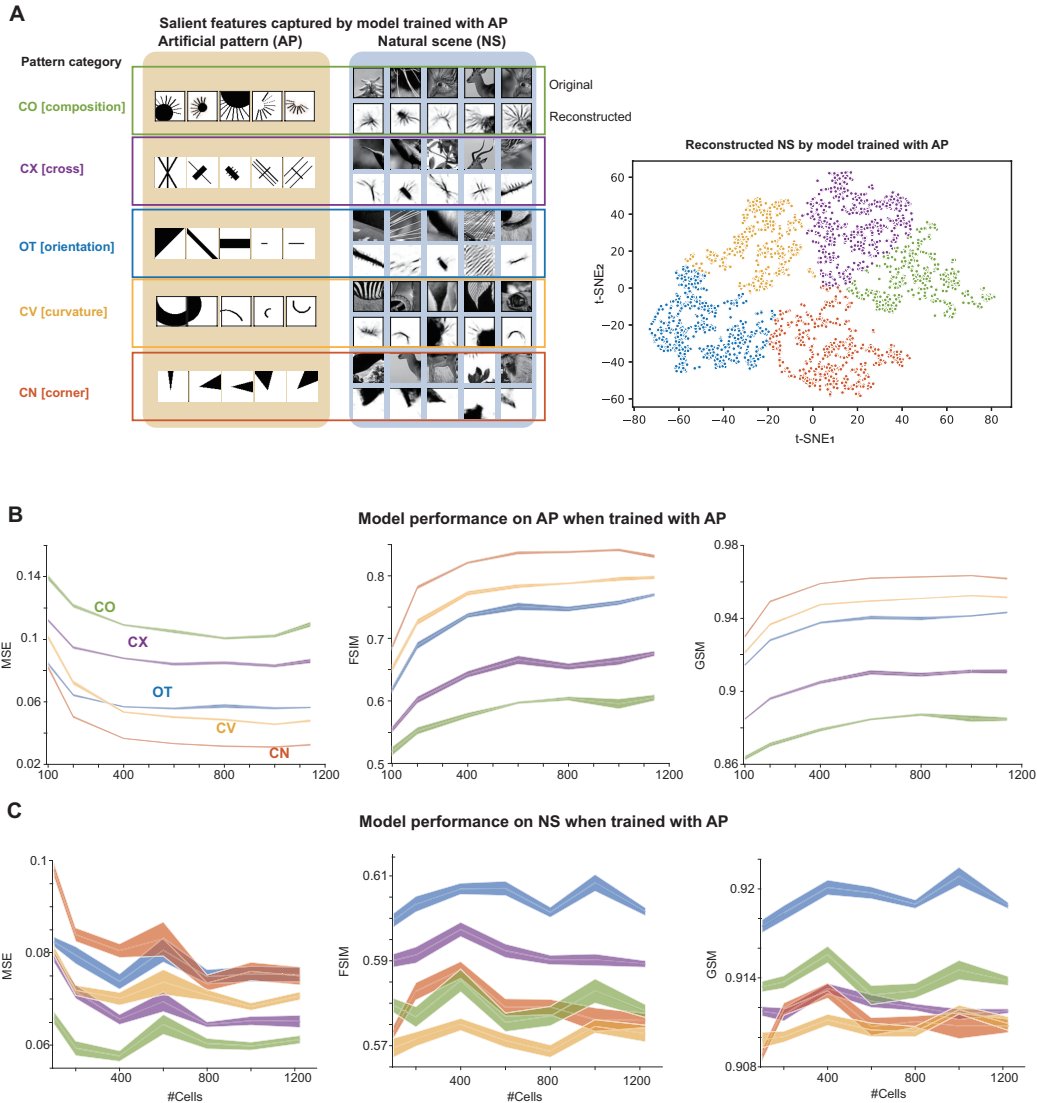 A
Salient features captured by model trained with AP
Artificial pattern (AP)
Natural scene (NS)
Pattern category
CO [composition]
Original
Reconstructed
CX [cross]
OT [orientation]
CV [curvature]
CN [corner]
Reconstructed NS by model trained with AP
t-SNE2
60
40
20
0
−20
−40
−60
−80
−60
−40
−20
0
20
40
60
80
t-SNE1
B
Model performance on AP when trained with AP
MSE
0.14
0.1
0.06
0.02
CO
CX
OT
CV
CN
100
400
800
1200
FSIM
0.8
0.7
0.6
0.5
100
400
800
1200
GSM
0.98
0.94
0.9
0.86
100
400
800
1200
C
Model performance on NS when trained with AP
MSE
0.1
0.08
0.06
400
800
1200
#Cells
FSIM
0.61
0.59
0.57
400
800
1200
#Cells
GSM
0.92
0.914
0.908
400
800
1200
#Cells